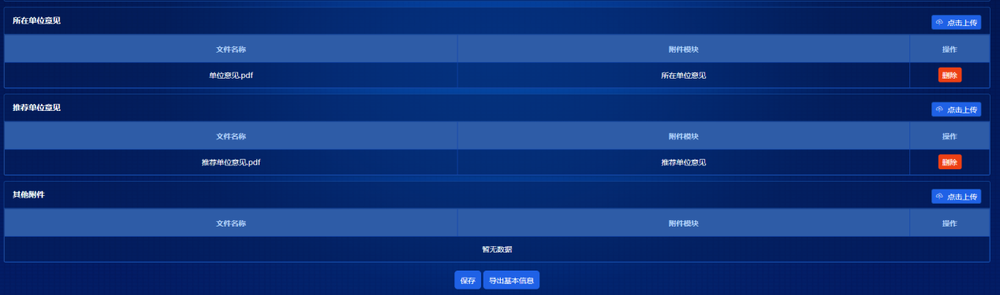 所在单位意见
点击上传
文件名称 附件模块 操作
单位意见.pdf 所在单位意见 删除
推荐单位意见
点击上传
文件名称 附件模块 操作
推荐单位意见.pdf 推荐单位意见 删除
其他附件
点击上传
文件名称 附件模块 操作
暂无数据
保存 导出基本信息